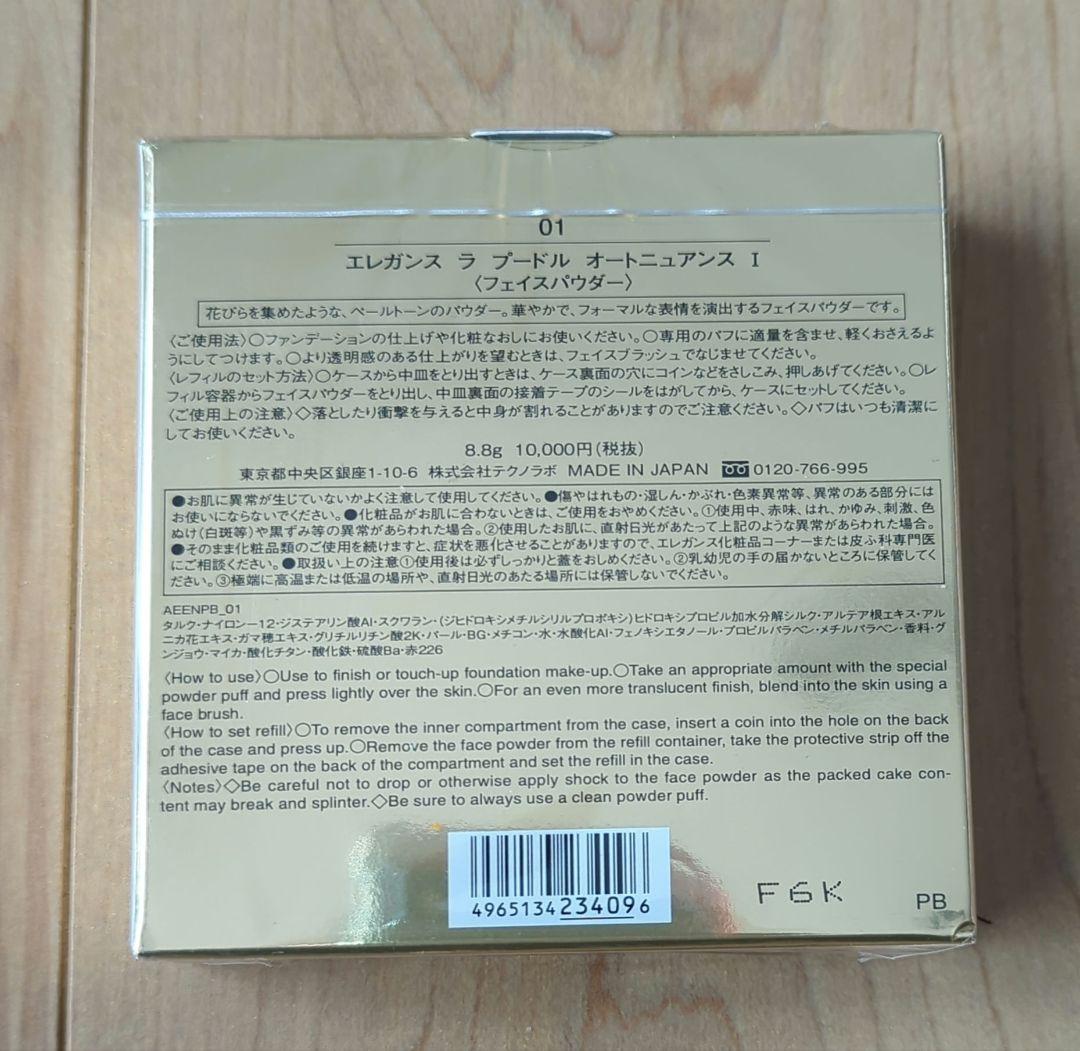 01
エレガンス ラ プードル オートニュアンス I
〈フェイスパウダー〉
花びらを集めたような、ペールトーンのパウダー。華やかで、フォーマルな表情を演出するフェイスパウダーです。
〈ご使用法〉○ファンデーションの仕上げや化粧なおしにお使いください。○専用のパフに適量を含ませ、軽くおさえるよ
うにしてつけます。○より透明感のある仕上がりを望むときは、フェイスブラッシュでなじませてください。
〈レフィルのセット方法〉○ケースから中皿をとり出すときは、ケース裏面の穴にコインなどをさしこみ、押しあげてください。○レ
フィル容器からフェイスパウダーをとり出し、中皿裏面の接着テープのシールをはがしてから、ケースにセットしてください。
〈ご使用上の注意〉◇落としたり衝撃を与えると中身が割れることがありますのでご注意ください。◇パフはいつも清潔に
してお使いください。
8.8g 10,000円(税抜)
東京都中央区銀座1-10-6 株式会社テクノラボ MADE IN JAPAN 0120-766-995
●お肌に異常が生じていないかよく注意して使用してください。●傷やはれもの・湿しん・かぶれ・色素異常等、異常のある部分には
お使いにならないでください。●化粧品がお肌に合わないときは、ご使用をおやめください。①使用中、赤味、はれ、かゆみ、刺激、色
ぬけ(白斑等)や黒ずみ等の異常があらわれた場合。②使用したお肌に、直射日光があたって上記のような異常があらわれた場合。
●そのまま化粧品類のご使用を続けますと、症状を悪化させることがありますので、エレガンス化粧品コーナーまたは皮ふ科専門医
にご相談ください。●取扱い上の注意①使用後は必ずしっかりと蓋をおしめください。②乳幼児の手の届かないところに保管してく
ださい。③極端に高温または低温の場所や、直射日光のあたる場所には保管しないでください。
AEENPB_01
タルク・ナイロンー12・ジステアリン酸Al・スクワラン・(ジヒドロキシメチルシリルプロポキシ)ヒドロキシプロピル加水分解シルク・アルテア根エキス・アル
ニカ花エキス・ガマ穂エキス・グリチルリチン酸2K・パール・BG・メチコン・水・水酸化Al・フェノキシエタノール・プロピルパラベン・メチルパラベン・香料・グ
ンジョウ・マイカ・酸化チタン・酸化鉄・硫酸Ba・赤226
〈How to use〉○Use to finish or touch-up foundation make-up.○Take an appropriate amount with the special
powder puff and press lightly over the skin.○For an even more translucent finish, blend into the skin using a
face brush.
〈How to set refill〉○To remove the inner compartment from the case, insert a coin into the hole on the back
of the case and press up.○Remove the face powder from the refill container, take the protective strip off the
adhesive tape on the back of the compartment and set the refill in the case.
〈Notes〉◇Be careful not to drop or otherwise apply shock to the face powder as the packed cake con-
tent may break and splinter.◇Be sure to always use a clean powder puff.
4965134234096
F6K
PB